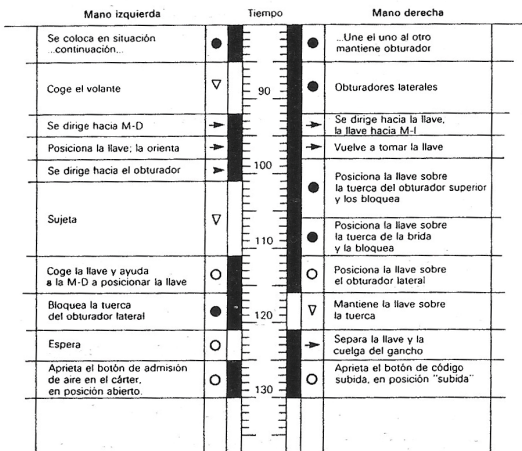 Mano izquierda
Tiempo
Mano derecha
Se coloca en situación
...continuación...
...Une el uno al otro
mantiene obturador
Coge el volante
90
Obturadores laterales
Se dirige hacia M-D
Se dirige hacia la llave,
la llave hacia M-I
Posiciona la llave; la orienta
Vuelve a tomar la llave
Se dirige hacia el obturador
100
Posiciona la llave sobre
la tuerca del obturador superior
y los bloquea
Sujeta
Posiciona la llave sobre
la tuerca de la brida
y la bloquea
110
Coge la llave y ayuda
a la M-D a posicionar la llave
Posiciona la llave sobre
el obturador lateral
Bloquea la tuerca
del obturador lateral
120
Mantiene la llave sobre
la tuerca
Espera
Separa la llave y la
cuelga del gancho
Aprieta el botón de admisión
de aire en el cárter,
en posición abierto.
130
Aprieta el botón de código
subida, en posición "subida"